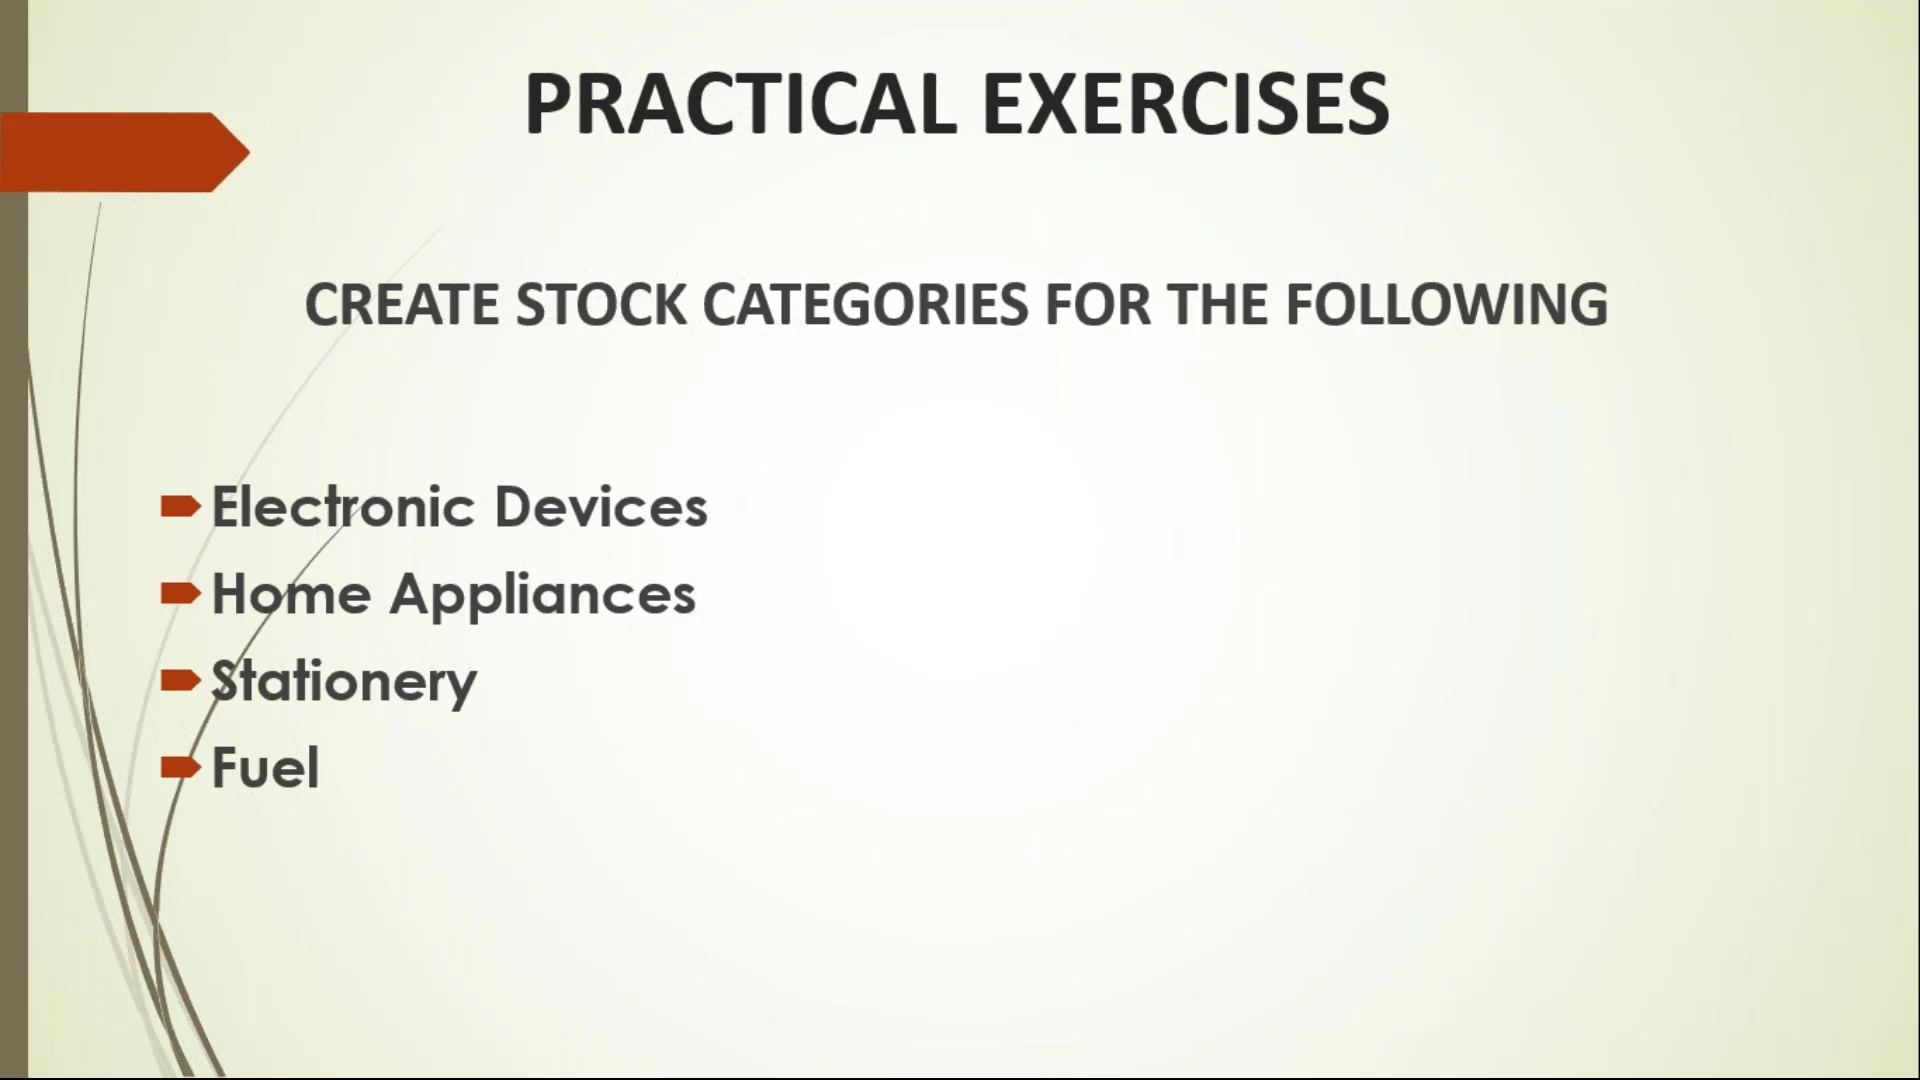 PRACTICAL EXERCISES
CREATE STOCK CATEGORIES FOR THE FOLLOWING
Electronic Devices
Home Appliances
Stationery
Fuel